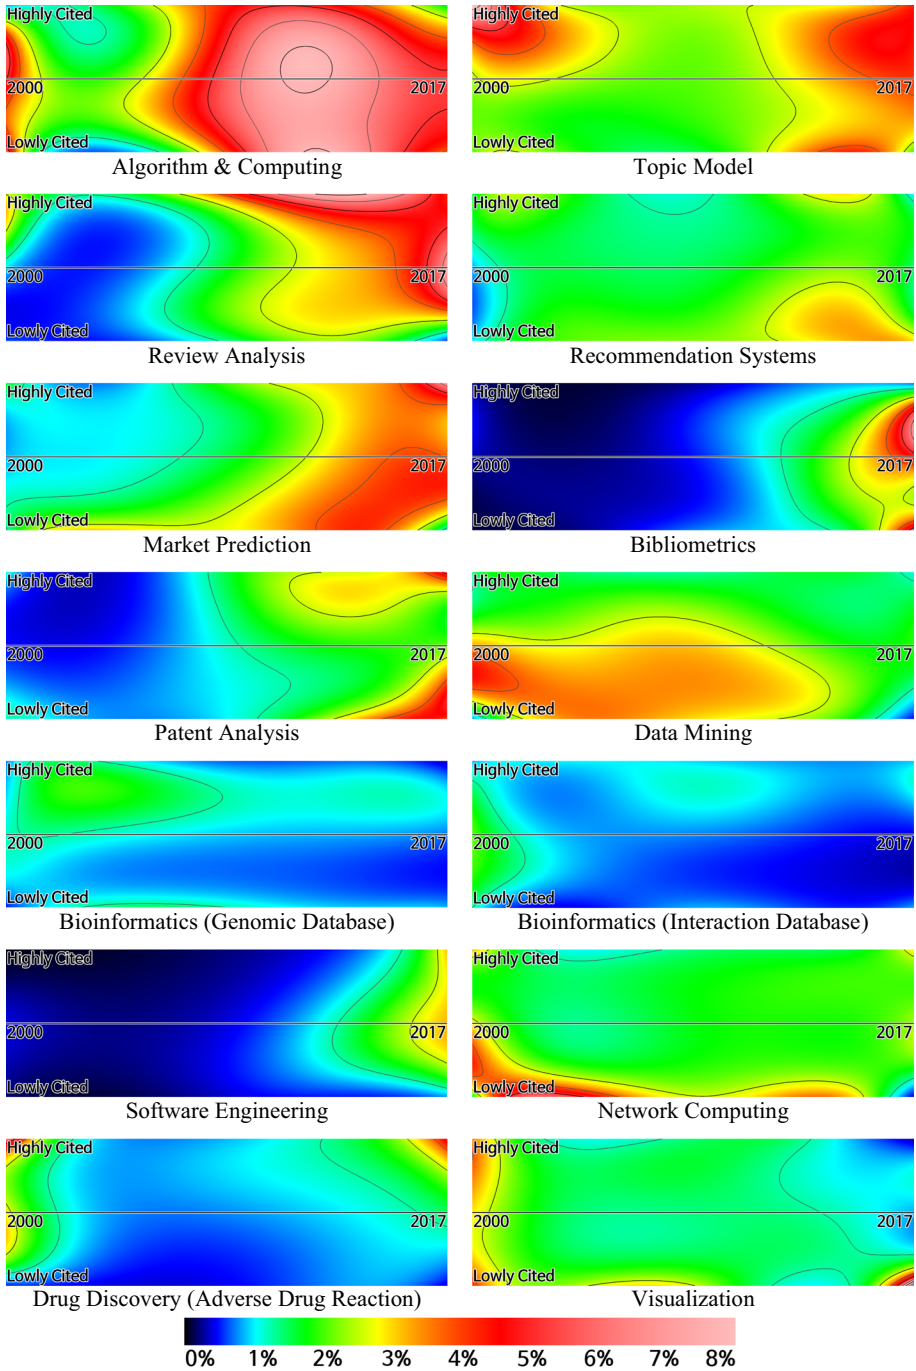 Highly Cited Highly Cited
2000 2017 2000 2017
Lowly Cited Lowly Cited
Algorithm & Computing Topic Model
Highly Cited Highly Cited
2000 2017 2000 2017
Lowly Cited Lowly Cited
Review Analysis Recommendation Systems
Highly Cited Highly Cited
2000 2017 2000 2017
Lowly Cited Lowly Cited
Market Prediction Bibliometrics
Highly Cited Highly Cited
2000 2017 2000 2017
Lowly Cited Lowly Cited
Patent Analysis Data Mining
Highly Cited Highly Cited
2000 2017 2000 2017
Lowly Cited Lowly Cited
Bioinformatics (Genomic Database) Bioinformatics (Interaction Database)
Highly Cited Highly Cited
2000 2017 2000 2017
Lowly Cited Lowly Cited
Software Engineering Network Computing
Highly Cited Highly Cited
2000 2017 2000 2017
Lowly Cited Lowly Cited
Drug Discovery (Adverse Drug Reaction) Visualization
0% 1% 2% 3% 4% 5% 6% 7% 8%